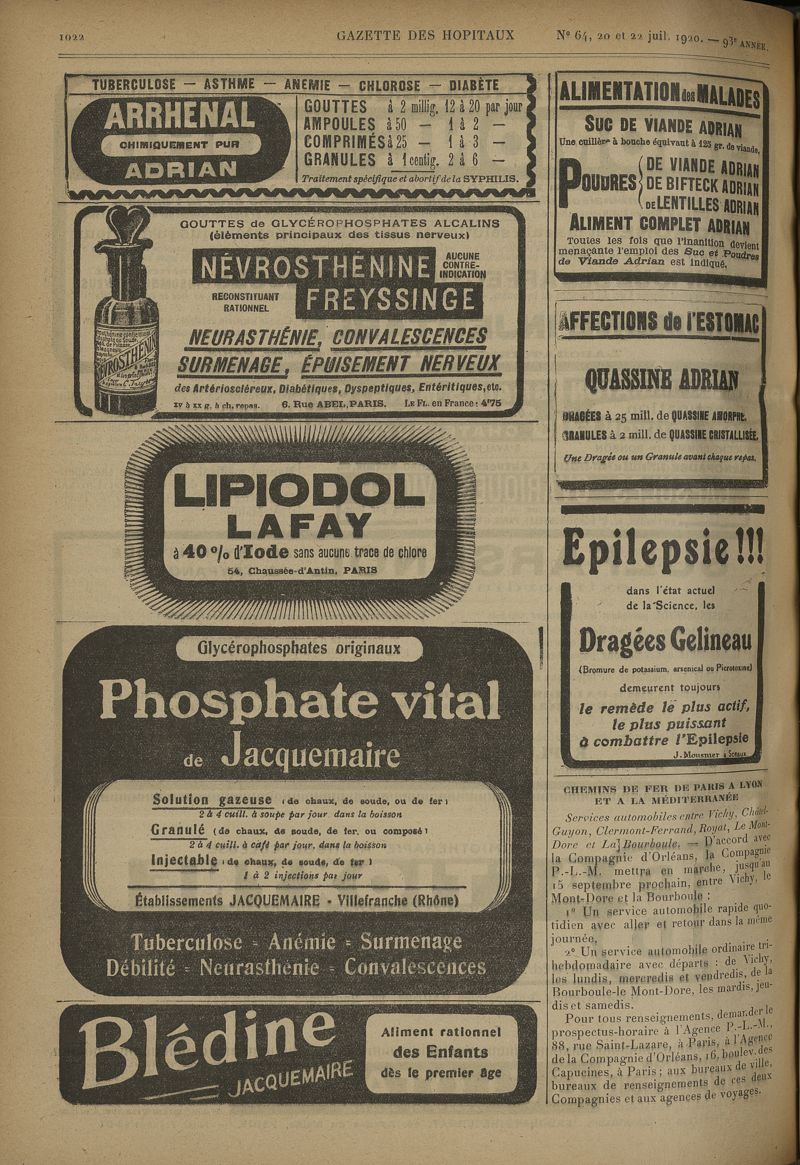 1022
GAZETTE DES HOPITAUX
Nº 64, 20 et 22 juil. 1920. — 93e ANNÉE.
TUBERCULOSE — ASTHME — ANEMIE — CHLOROSE — DIABÈTE
ARRHENAL
CHIMIQUEMENT PUR
ADRIAN
GOUTTES à 2 millig. 12 à 20 par jour
AMPOULES à 50 — 1 à 2 —
COMPRIMÉS à 25 — 1 à 3 —
GRANULES à 1 centig. 2 à 6 —
Traitement spécifique et abortif de la SYPHILIS.
GOUTTES de GLYCÉROPHOSPHATES ALCALINS
(éléments principaux des tissus nerveux)
NÉVROSTHÉNINE
AUCUNE
CONTRE-
INDICATION
RECONSTITUANT
RATIONNEL
FREYSSINGE
NEURASTHÉNIE, CONVALESCENCES
SURMENAGE, ÉPUISEMENT NERVEUX
des Artérioscléreux, Diabétiques, Dyspeptiques, Entéritiques, etc.
XV à XX g. à ch. repas. 6. Rue ABEL, PARIS. LE FL. en France: 4f75
NEVROSTHÉNINE
LIPIODOL
LAFAY
à 40 % d'Iode sans aucune trace de chlore
54, Chaussée-d'Antin, PARIS
Glycérophosphates originaux
Phosphate vital
de Jacquemaire
Solution gazeuse (de chaux, de soude, ou de fer)
2 à 4 cuill. à soupe par jour dans la boisson
Granulé (de chaux, de soude, de fer, ou composé)
2 à 4 cuill. à café par jour. dans la boisson
Injectable (de chaux, de soude, de fer)
1 à 2 injections par jour
Établissements JACQUEMAIRE - Villefranche (Rhône)
Tuberculose = Anémie = Surmenage
Débilité = Neurasthénie = Convalescences
Blédine
JACQUEMAIRE
Aliment rationnel
des Enfants
dès le premier âge
ALIMENTATION des MALADES
SUC DE VIANDE ADRIAN
Une cuillère à bouche équivaut à 125 gr. de viande,
POUDRES
DE VIANDE ADRIAN
DE BIFTECK ADRIAN
DE LENTILLES ADRIAN
ALIMENT COMPLET ADRIAN
Toutes les fois que l'inanition devient
menaçante l'emploi des Suc et Poudres
de Viande Adrian est indiqué.
AFFECTIONS de l'ESTOMAC
QUASSINE ADRIAN
DRAGÉES à 25 mill. de QUASSINE AMORPHE.
GRANULES à 2 mill. de QUASSINE CRISTALLISÉE.
Une Dragée ou un Granule avant chaque repas.
Epilepsie!!!
dans l'état actuel
de la Science, les
Dragées Gelineau
(Bromure de potassium, arsenical ou Picrotoxine)
demeurent toujours
le remède le plus actif,
le plus puissant
à combattre l'Epilepsie
J. Mousnier à Sceaux
CHEMINS DE FER DE PARIS A LYON
ET A LA MÉDITERRANÉE
Services automobiles entre Vichy, Châtel-
Guyon, Clermont-Ferrand, Royat, Le Mont-
Dore et La Bourboule. — D'accord avec
la Compagnie d'Orléans, la Compagnie
P.-L.-M. mettra en marche, jusqu'au
15 septembre prochain, entre Vichy, le
Mont-Dore et la Bourboule :
1º Un service automobile rapide quo-
tidien avec aller et retour dans la même
journée,
2º Un service automobile ordinaire tri-
hebdomadaire avec départs : de Vichy,
les lundis, mercredis et vendredis, de la
Bourboule-le Mont-Dore, les mardis, jeu-
dis et samedis.
Pour tous renseignements, demander le
prospectus-horaire à l'Agence P.-L.-M.,
88, rue Saint-Lazare, à Paris, à l'Agence
de la Compagnie d'Orléans, 16, boulev. des
Capucines, à Paris ; aux bureaux de ville,
bureaux de renseignements de ces deux
Compagnies et aux agences de voyages.